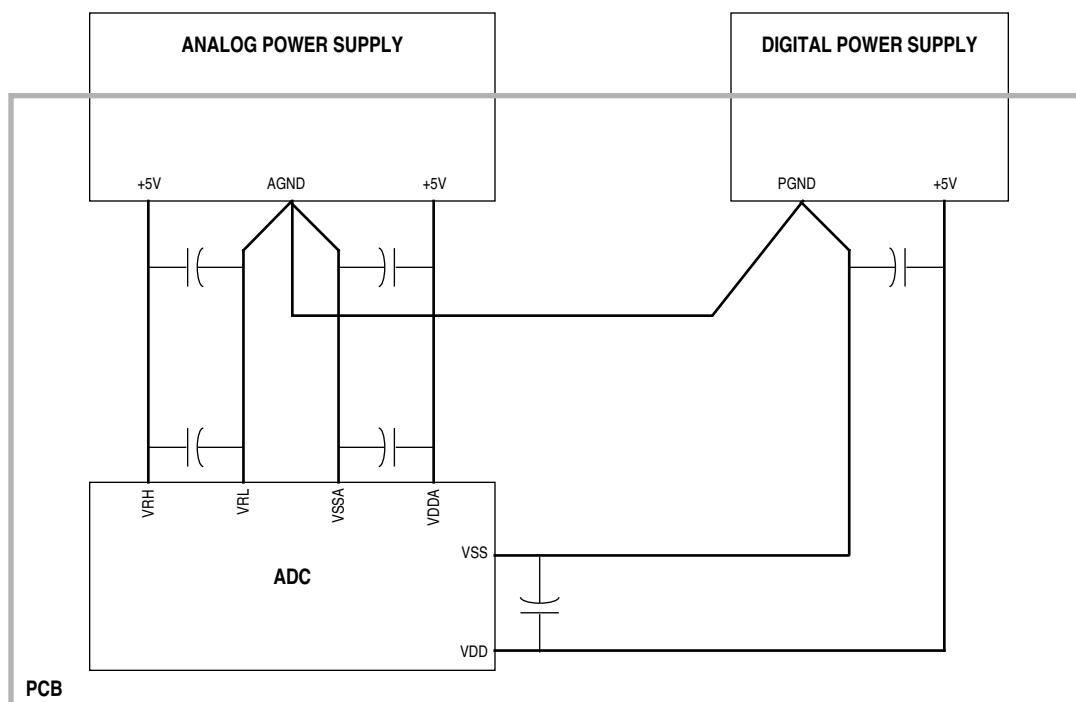 ANALOG POWER SUPPLY
DIGITAL POWER SUPPLY
+5V
AGND
+5V
PGND
+5V
VRH
VRL
VSSA
VDDA
VSS
ADC
VDD
PCB